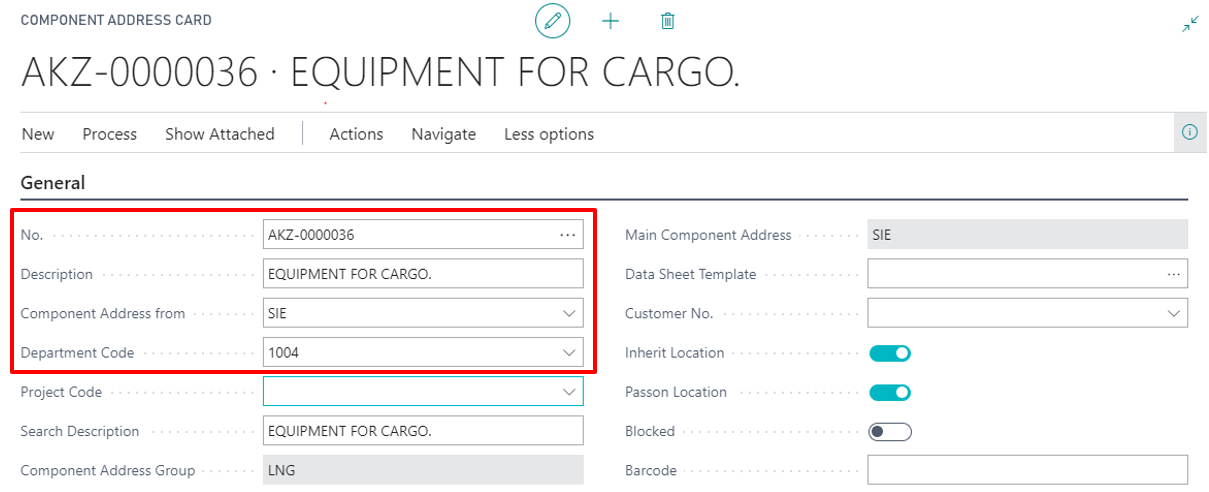 COMPONENT ADDRESS CARD
AKZ-0000036 · EQUIPMENT FOR CARGO.
New Process Show Attached Actions Navigate Less options
General
No. AKZ-0000036 ...
Description EQUIPMENT FOR CARGO.
Component Address from SIE
Department Code 1004
Project Code
Search Description EQUIPMENT FOR CARGO.
Component Address Group LNG
Main Component Address SIE
Data Sheet Template ...
Customer No.
Inherit Location
Passon Location
Blocked
Barcode